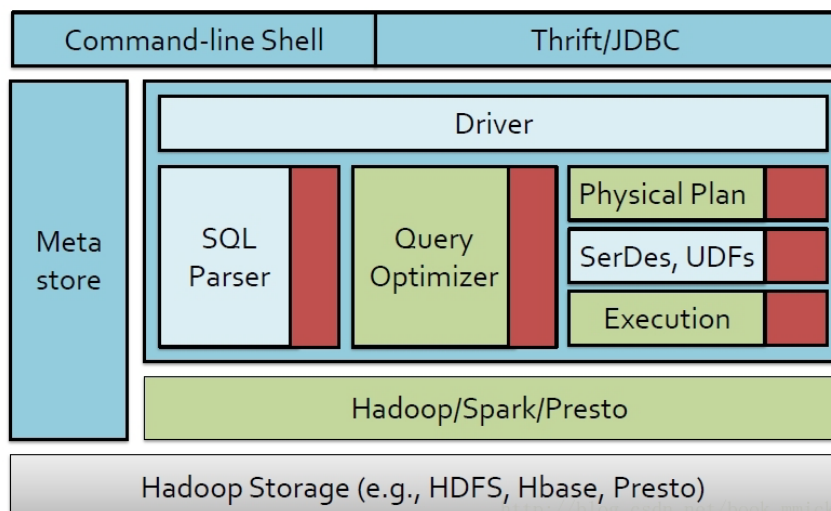 Command-line Shell
Thrift/JDBC
Meta
store
Driver
SQL
Parser
Query
Optimizer
Physical Plan
SerDes, UDFs
Execution
Hadoop/Spark/Presto
Hadoop Storage (e.g., HDFS, Hbase, Presto)